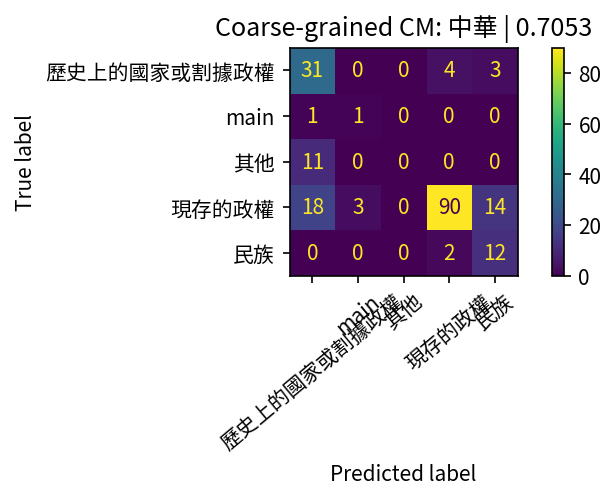 Coarse-grained CM: 中華 | 0.7053
True label
歷史上的國家或割據政權 31 0 0 4 3
main 1 1 0 0 0
其他 11 0 0 0 0
現存的政權 18 3 0 90 14
民族 0 0 0 2 12
歷史上的國家或割據政權 main 其他 現存的政權 民族
Predicted label
80
60
40
20
0